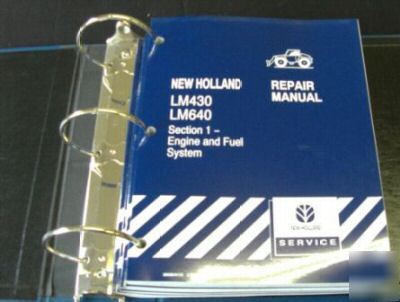 NEW HOLLAND
LM430
LM640
Section 1 –
Engine and Fuel
System
REPAIR
MANUAL
NEW HOLLAND
SERVICE